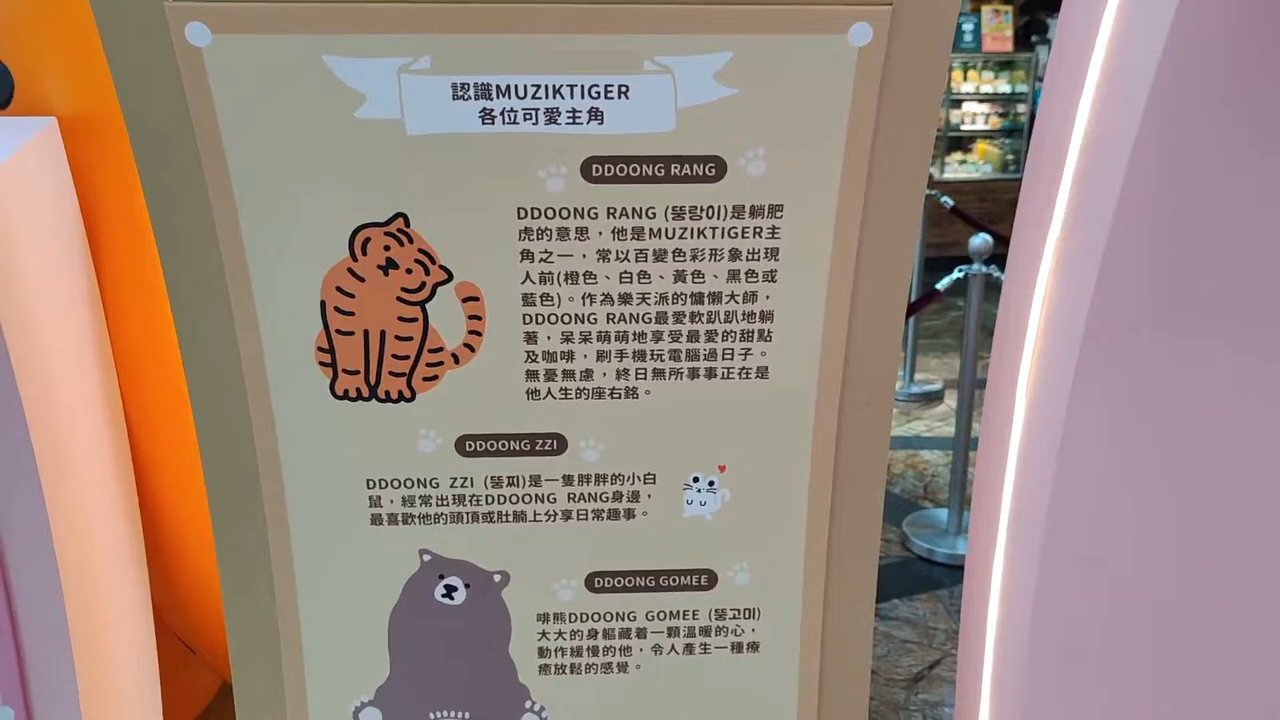 認識MUZIKTIGER
各位可愛主角
DDOONG RANG
DDOONG RANG (뚱랑이)是躺肥
虎的意思，他是MUZIKTIGER主
角之一，常以百變色彩形象出現
人前(橙色、白色、黃色、黑色或
藍色)。作為樂天派的慵懶大師，
DDOONG RANG最愛軟趴趴地躺
著，呆呆萌萌地享受最愛的甜點
及咖啡，刷手機玩電腦過日子。
無憂無慮，終日無所事事正在是
他人生的座右銘。
DDOONG ZZI
DDOONG ZZI (뚱찌)是一隻胖胖的小白
鼠，經常出現在DDOONG RANG身邊，
最喜歡他的頭頂或肚腩上分享日常趣事。
DDOONG GOMEE
啡熊DDOONG GOMEE (뚱고미)
大大的身軀藏着一顆溫暖的心，
動作緩慢的他，令人產生一種療
癒放鬆的感覺。